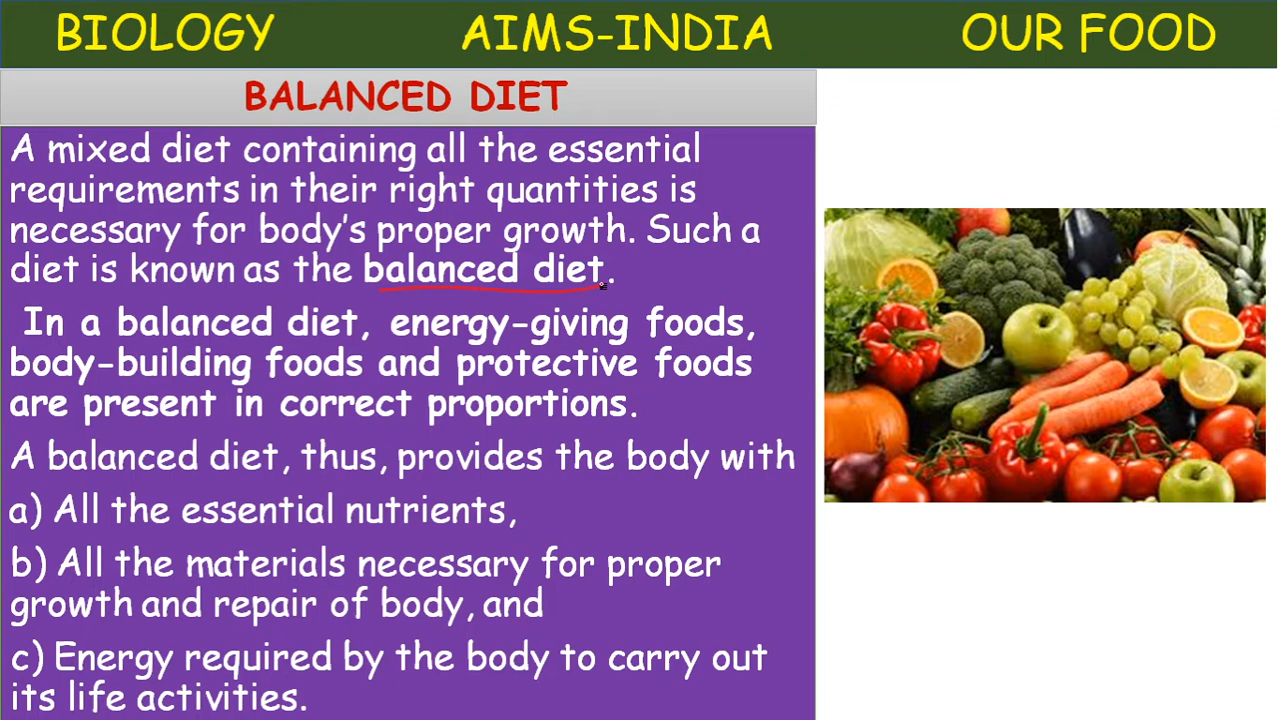 BIOLOGY AIMS-INDIA OUR FOOD
BALANCED DIET
A mixed diet containing all the essential
requirements in their right quantities is
necessary for body's proper growth. Such a
diet is known as the balanced diet.
In a balanced diet, energy-giving foods,
body-building foods and protective foods
are present in correct proportions.
A balanced diet, thus, provides the body with
a) All the essential nutrients,
b) All the materials necessary for proper
growth and repair of body, and
c) Energy required by the body to carry out
its life activities.